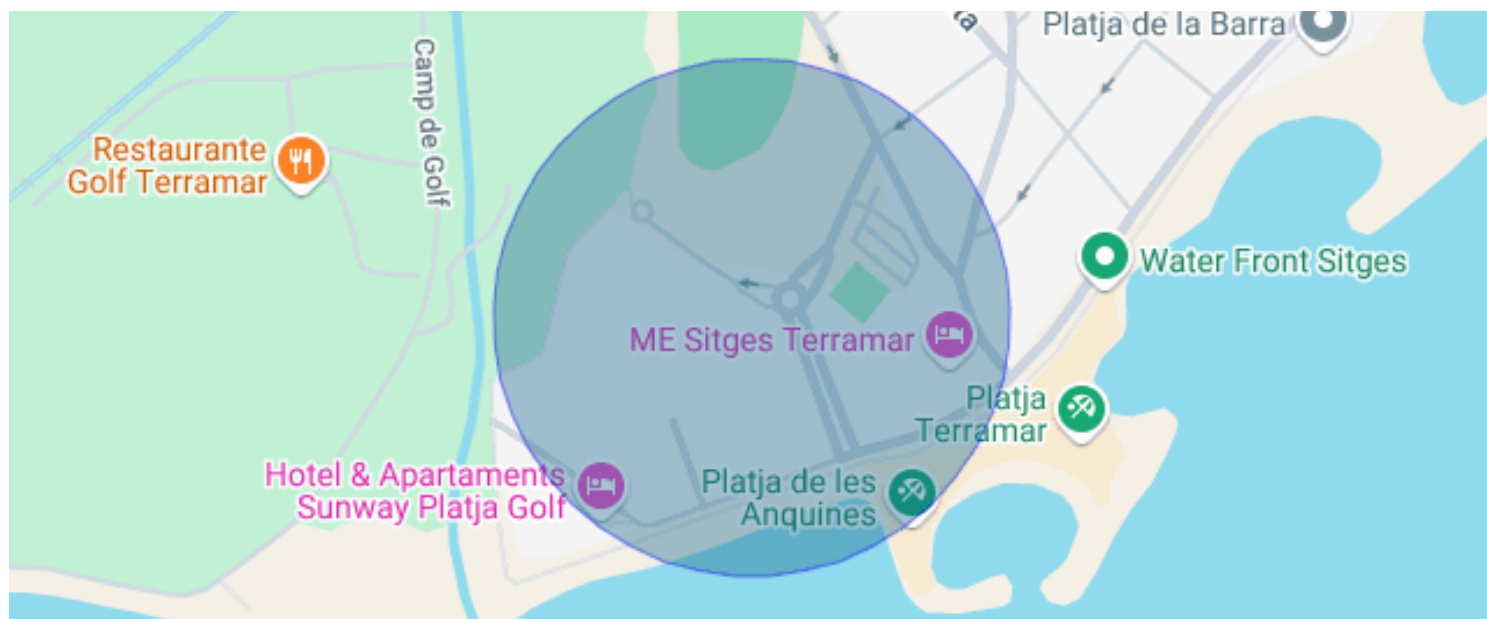 Platja de la Barra
Camp de Golf
Restaurante
Golf Terramar
Water Front Sitges
ME Sitges Terramar
Platja
Terramar
Hotel & Apartaments
Sunway Platja Golf
Platja de les
Anquines